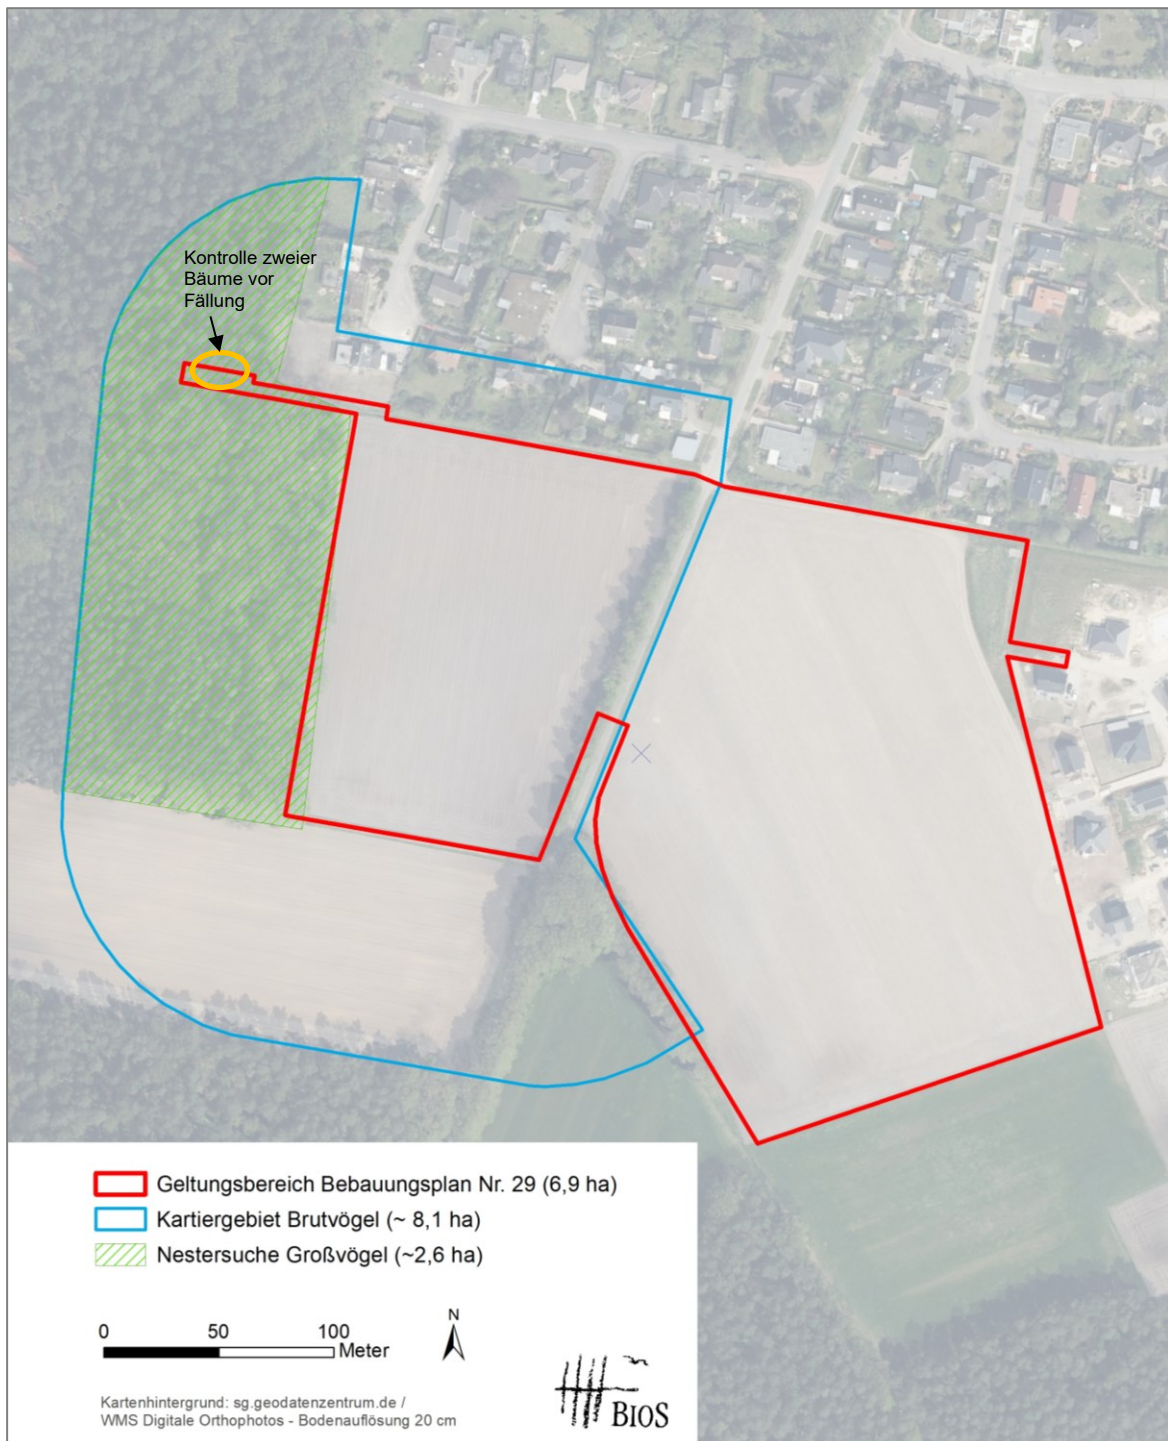 Kontrolle zweier
Bäume vor
Fällung
Geltungsbereich Bebauungsplan Nr. 29 (6,9 ha)
Kartiergebiet Brutvögel (~ 8,1 ha)
Nestersuche Großvögel (~2,6 ha)
0 50 100
Meter
N
Kartenhintergrund: sg.geodatenzentrum.de /
WMS Digitale Orthophotos - Bodenauflösung 20 cm
BIOS